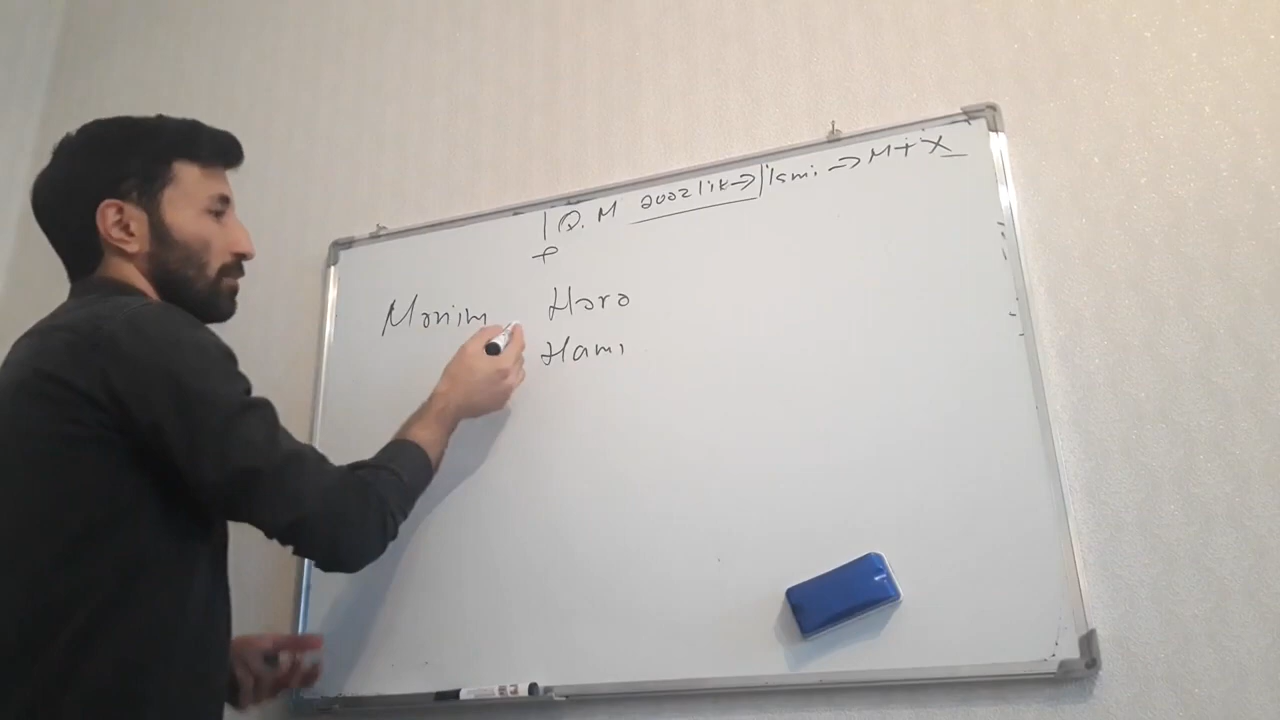 I Q.M əvəzlik → İsmi → M + X
Mənim Hərə
Hamı